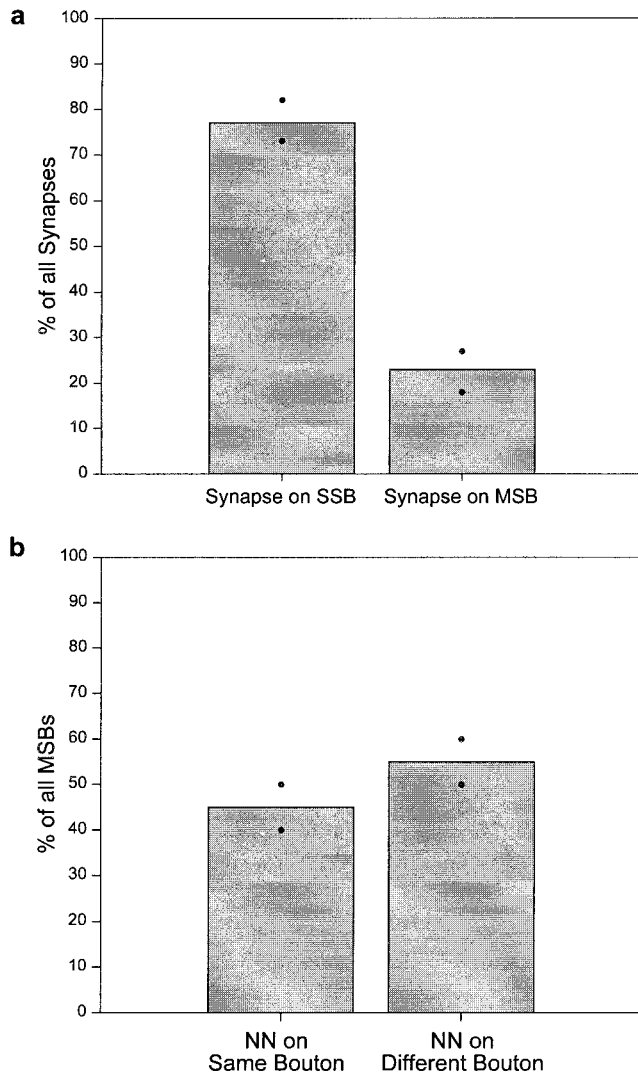 a
100
90
80
70
60
50
40
30
20
10
0
% of all Synapses
Synapse on SSB
Synapse on MSB
b
100
90
80
70
60
50
40
30
20
10
0
% of all MSBs
NN on
Same Bouton
NN on
Different Bouton